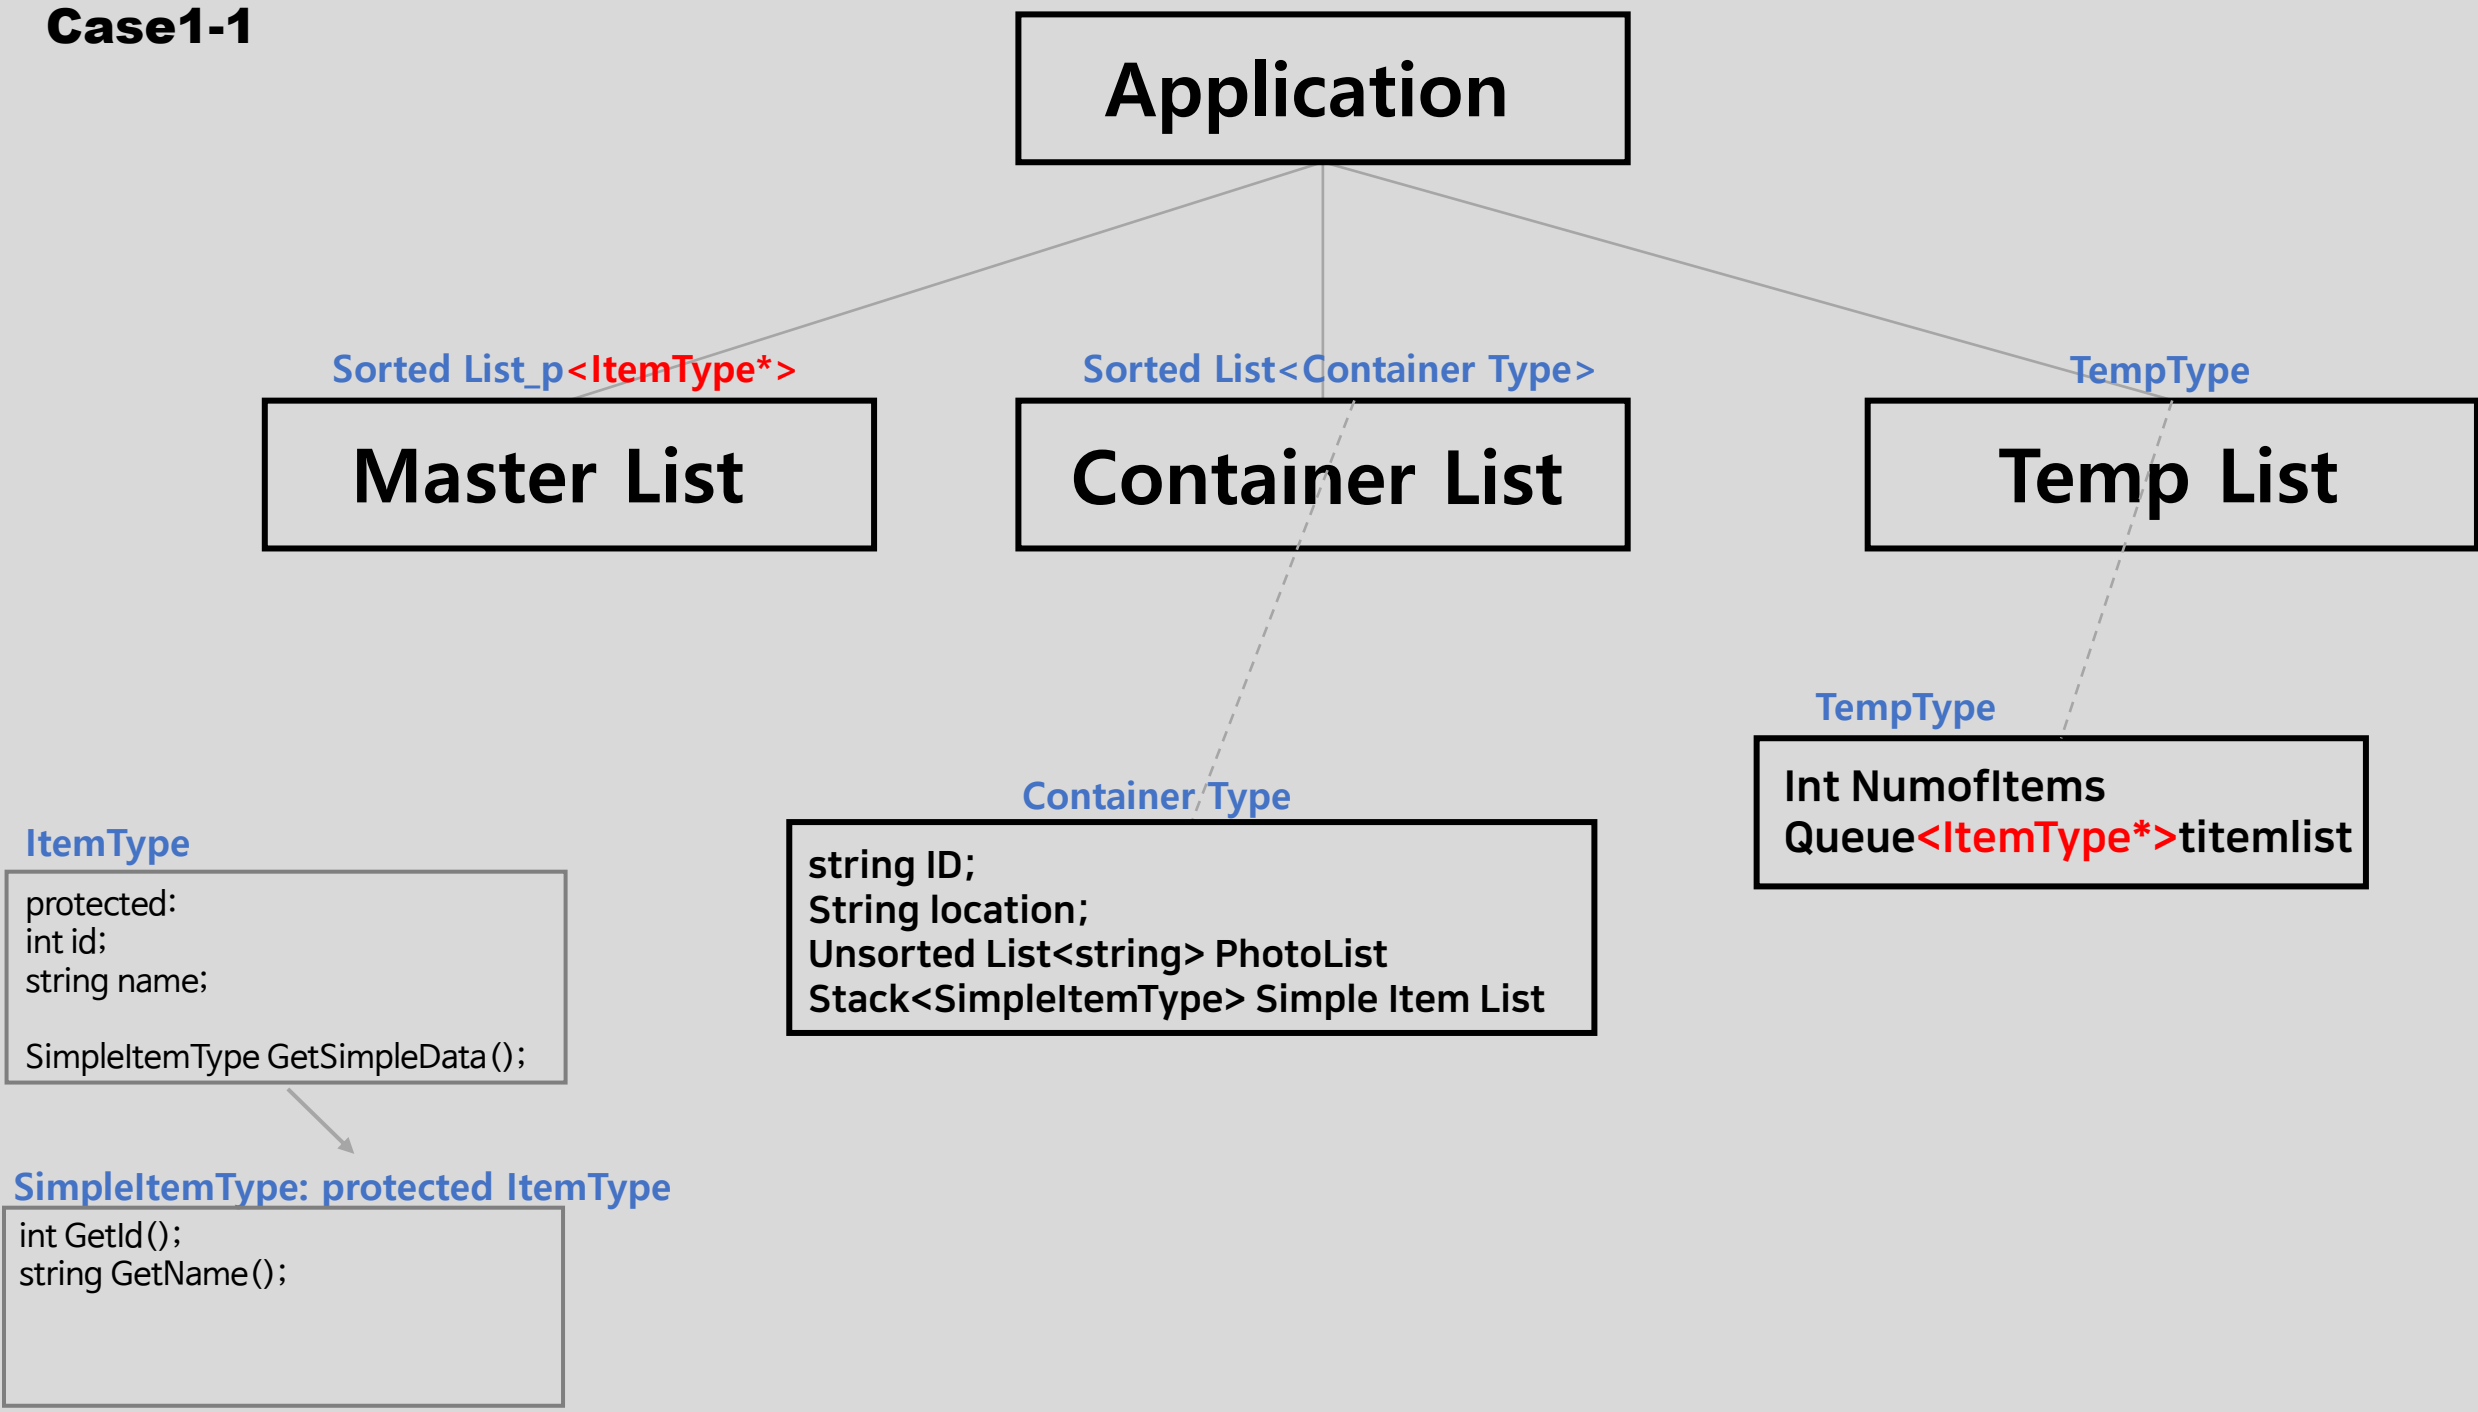 Case1-1
Application
Sorted List_p<ItemType*>
Master List
Sorted List<Container Type>
Container List
TempType
Temp List
TempType
Int NumofItems
Queue<ItemType*>titemlist
Container Type
string ID;
String location;
Unsorted List<string> PhotoList
Stack<SimpleItemType> Simple Item List
ItemType
protected:
int id;
string name;
SimpleItemType GetSimpleData();
SimpleItemType: protected ItemType
int GetId();
string GetName();